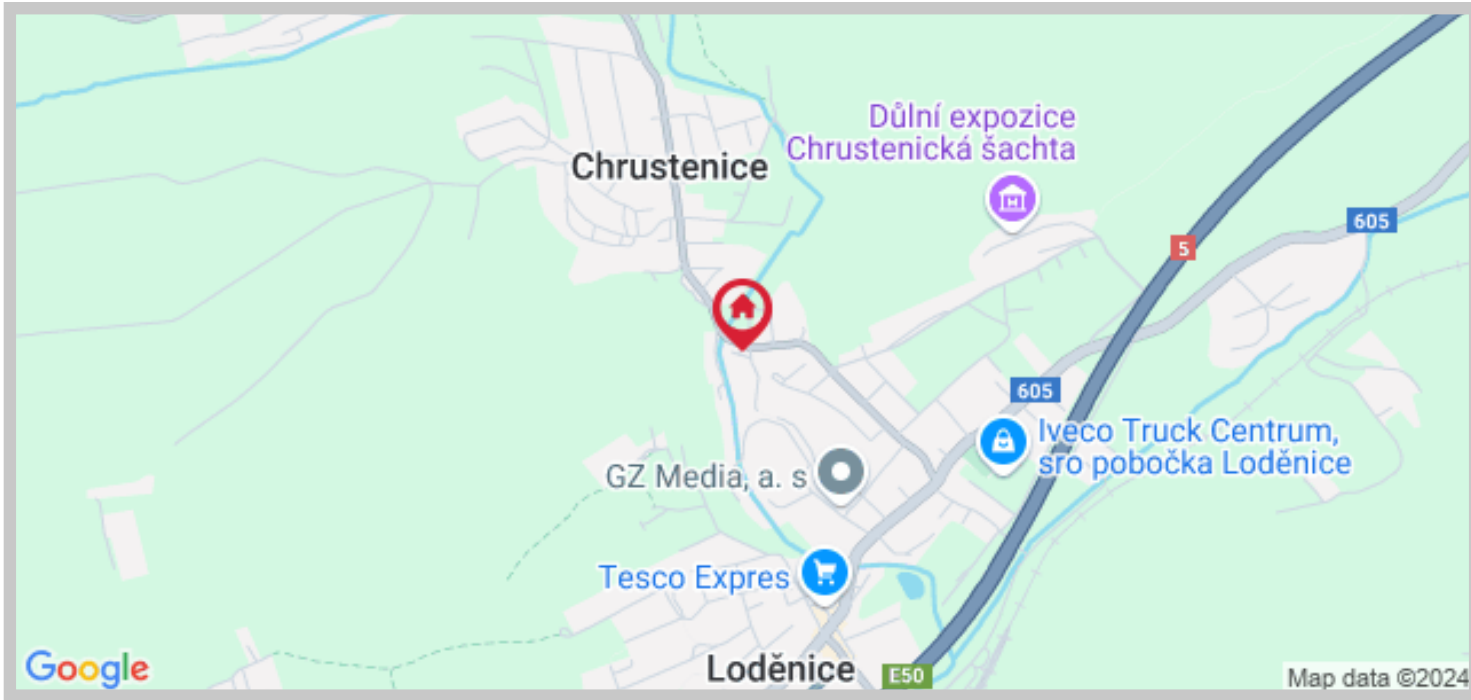 Důlní expozice
Chrustenická šachta
Chrustenice
605
5
605
Iveco Truck Centrum,
sro pobočka Loděnice
GZ Media, a. s
Tesco Expres
Loděnice
E50
Google
Map data ©2024